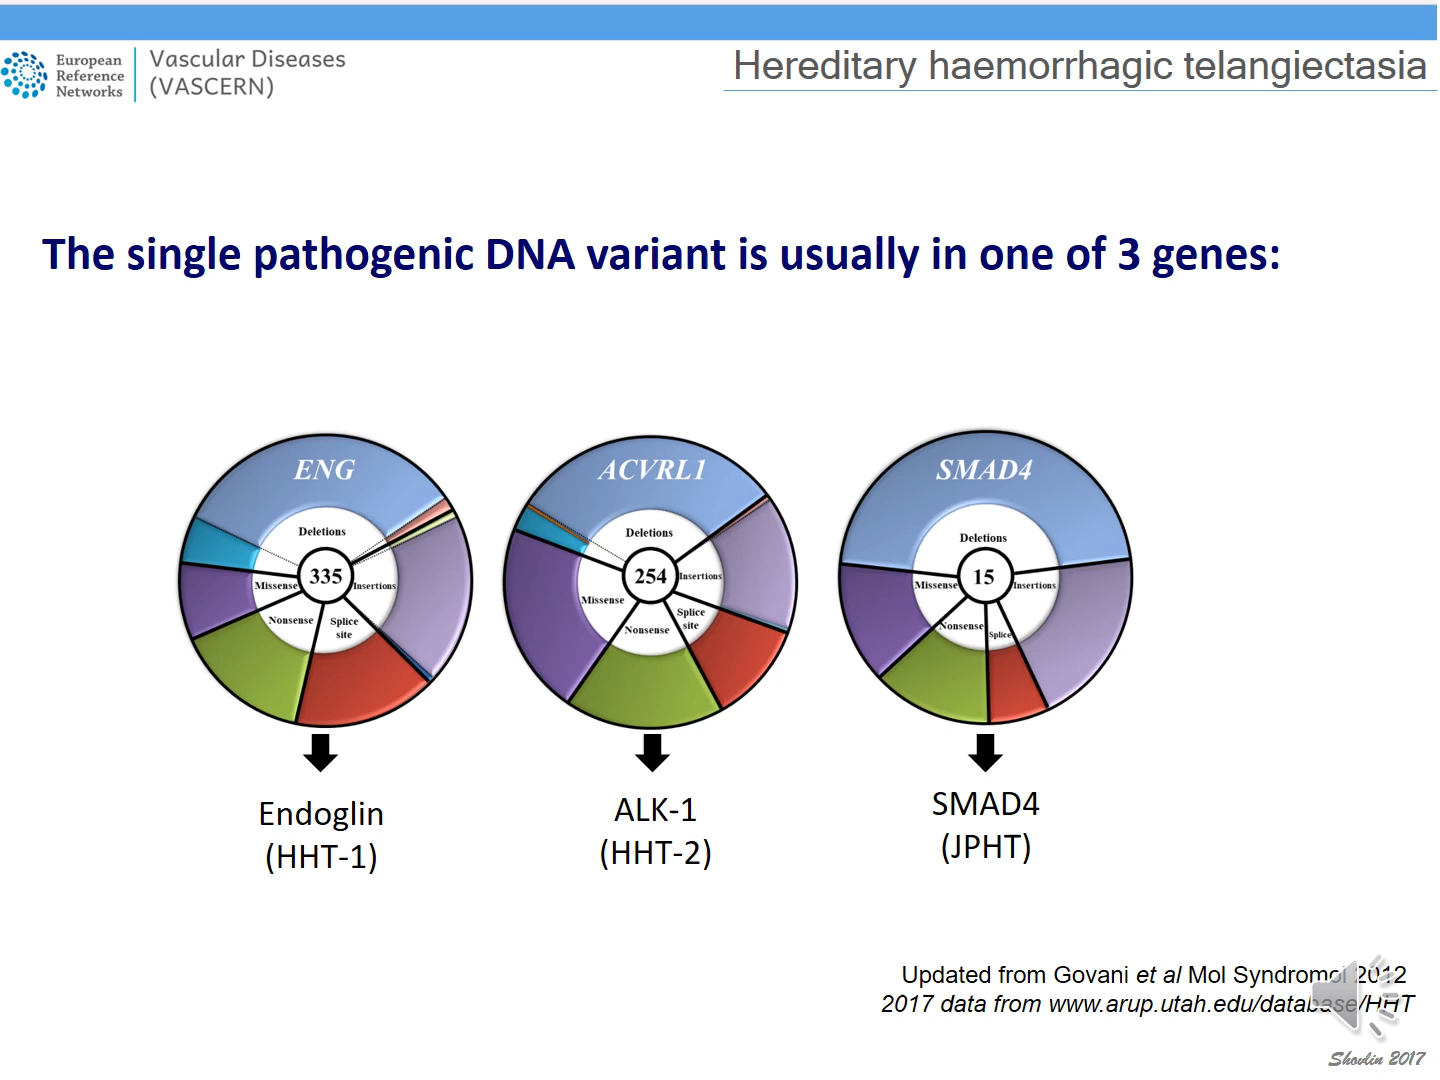 European
Reference
Networks
Vascular Diseases
(VASCERN)
Hereditary haemorrhagic telangiectasia
The single pathogenic DNA variant is usually in one of 3 genes:
ENG
Deletions
335
Missense
Insertions
Nonsense
Splice
site
ACVRL1
Deletions
254
Insertions
Missense
Splice
site
Nonsense
SMAD4
Deletions
15
Missense
Insertions
Nonsense
Splice
Endoglin
(HHT-1)
ALK-1
(HHT-2)
SMAD4
(JPHT)
Updated from Govani et al Mol Syndromol 2012
2017 data from www.arup.utah.edu/database/HHT
Shovlin 2017